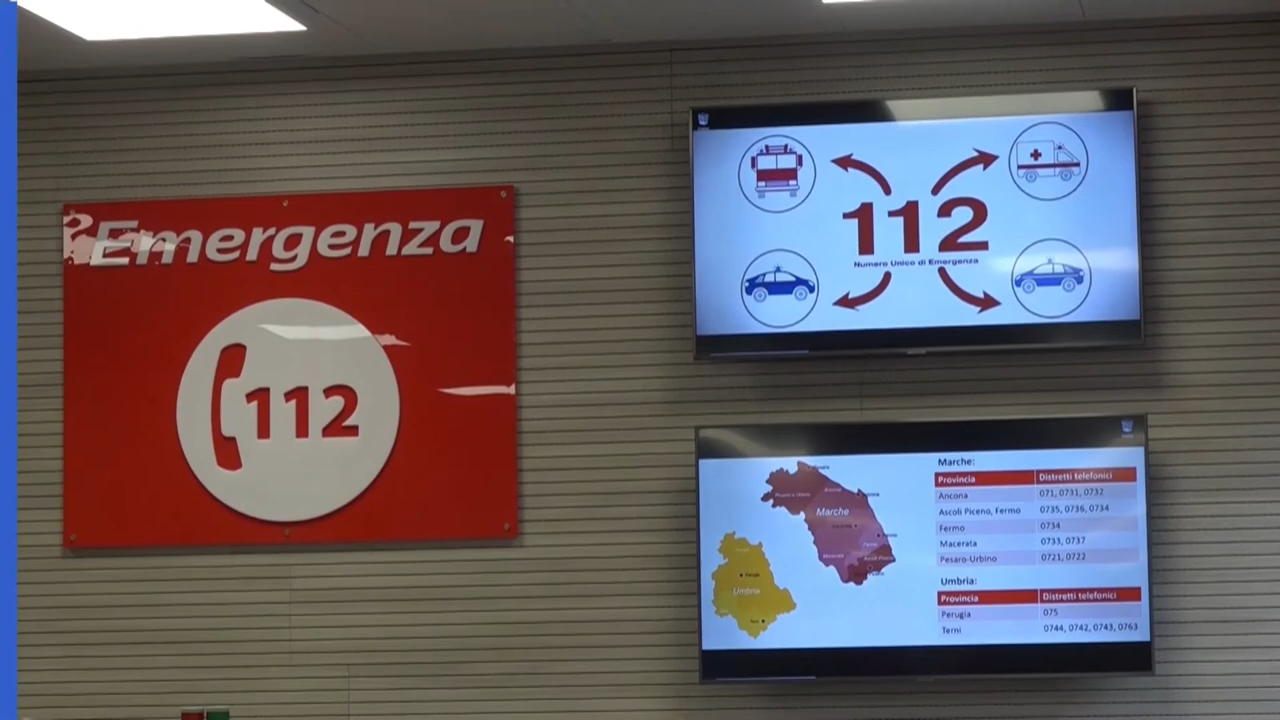 Emergenza
112
112
Numero Unico di Emergenza
Marche
Umbria
Perugia
Marche:
Provincia Distretti telefonici
Ancona 071, 0731, 0732
Ascoli Piceno, Fermo 0735, 0736, 0734
Fermo 0734
Macerata 0733, 0737
Pesaro-Urbino 0721, 0722
Umbria:
Provincia Distretti telefonici
Perugia 075
Terni 0744, 0742, 0743, 0763